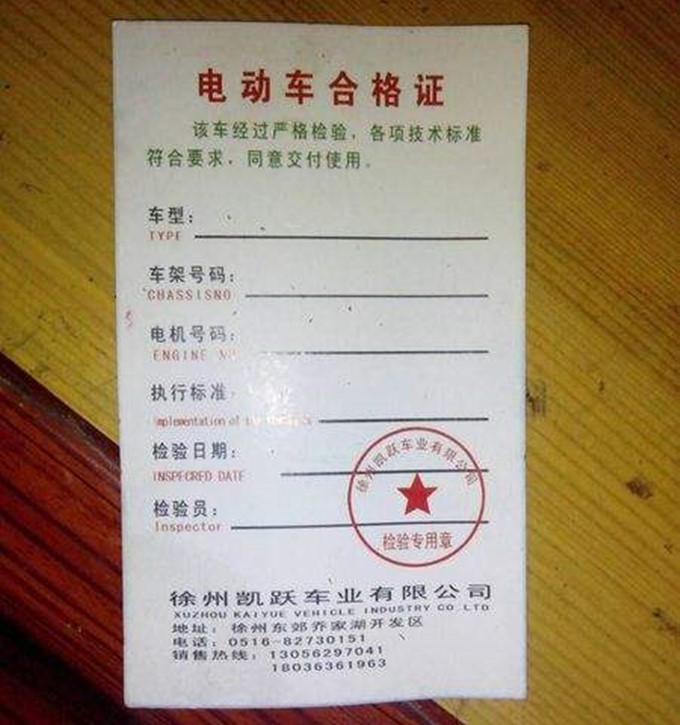 电动车合格证
该车经过严格检验，各项技术标准
符合要求，同意交付使用。
车型：
TYPE
车架号码：
CHASSISNO
电机号码：
ENGINE
执行标准
Implementation of
检验日期：
INSPECRED DATE
检验员：
Inspector
徐州凯跃车业有限公司
检验专用章
徐州凯跃车业有限公司
XUZHOU KAIYUE VEHICLE INDUSTRY CO LTD
地址：徐州东郊乔家湖开发区
电话：0516-82730151
销售热线：13056297041
18036361963